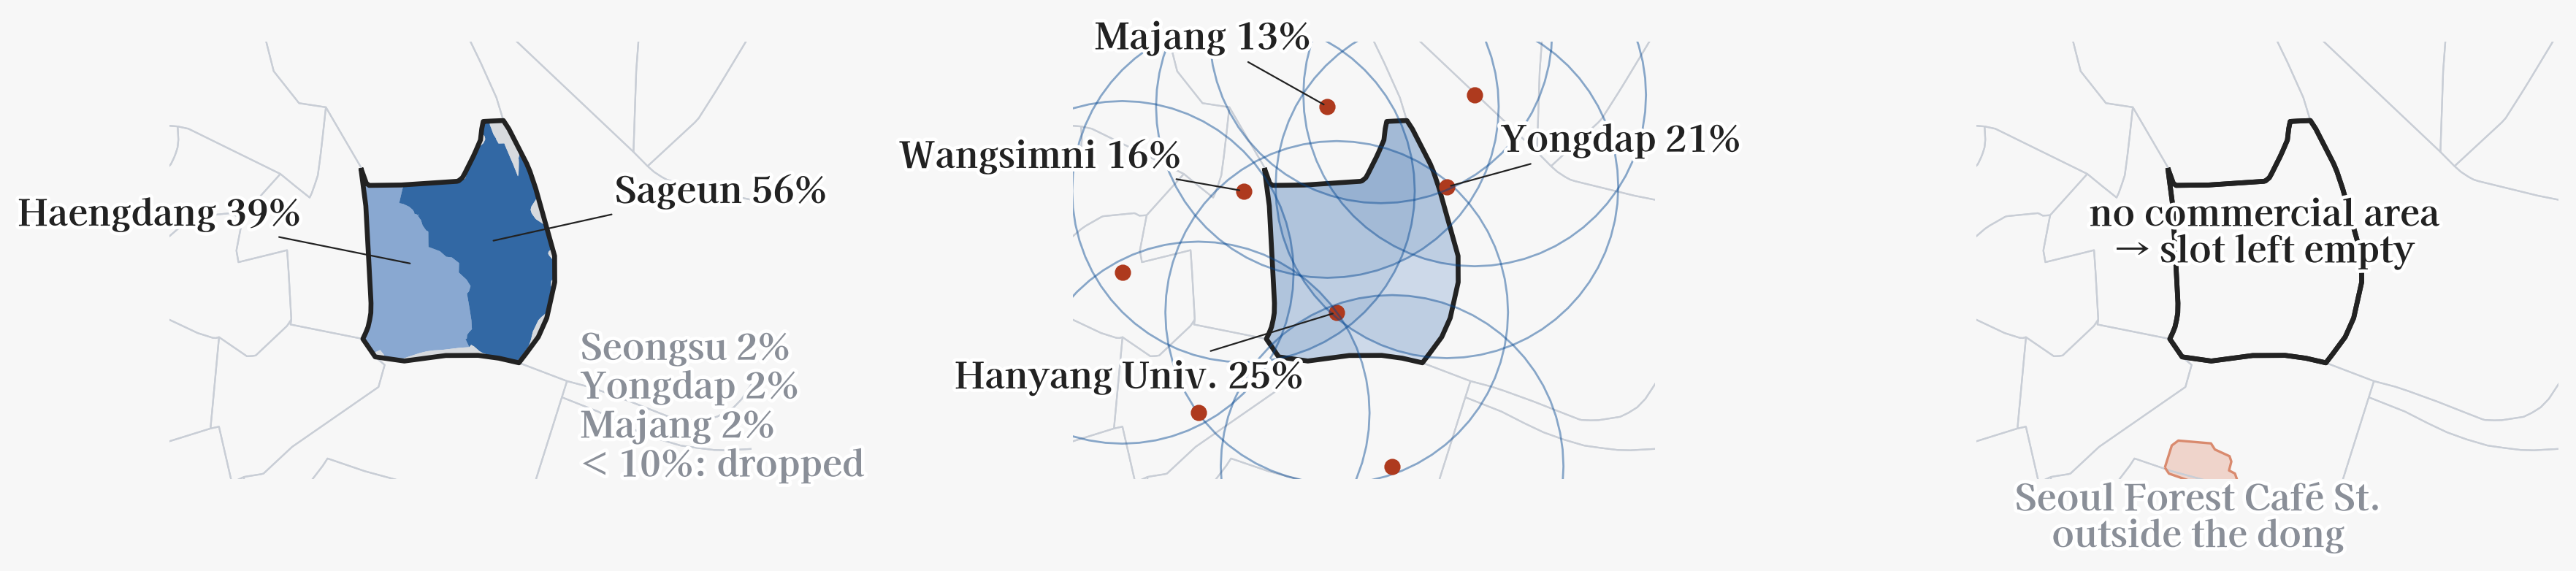 Haengdang 39%
Sageun 56%
Seongsu 2%
Yongdap 2%
Majang 2%
< 10%: dropped
Majang 13%
Wangsimni 16%
Yongdap 21%
Hanyang Univ. 25%
no commercial area
→ slot left empty
Seoul Forest Café St.
outside the dong